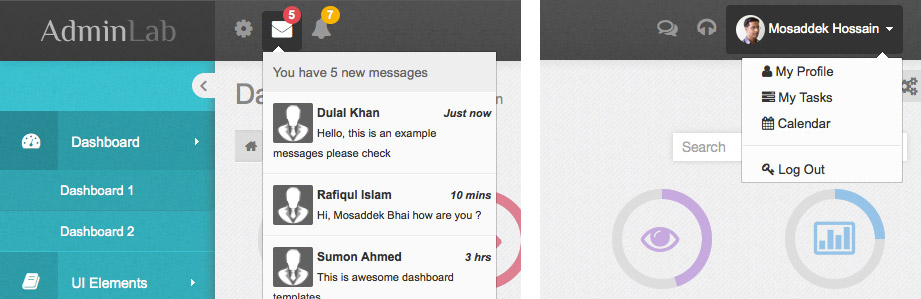 AdminLab
5
7
Da
n
Dashboard
Dashboard 1
Dashboard 2
UI Elements
You have 5 new messages
Dulal Khan Just now
Hello, this is an example
messages please check
Rafiqul Islam 10 mins
Hi, Mosaddek Bhai how are you ?
Sumon Ahmed 3 hrs
This is awesome dashboard
templates
Mosaddek Hossain
My Profile
My Tasks
Calendar
Log Out
Search